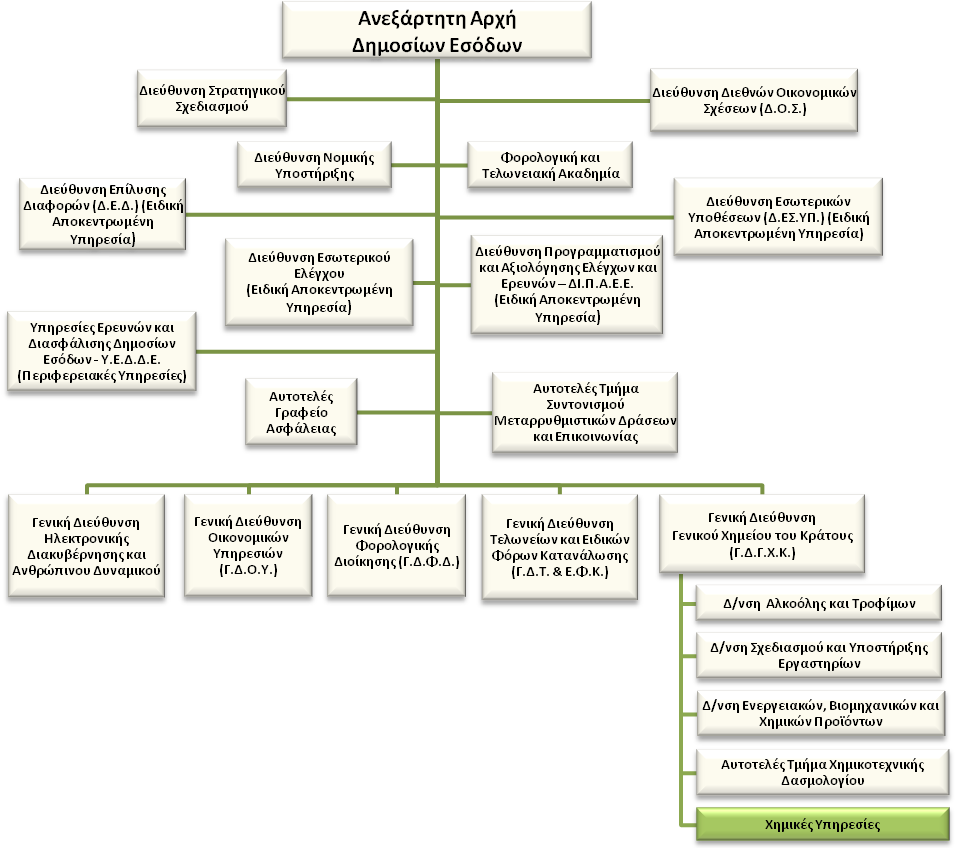 Ανεξάρτητη Αρχή
Δημοσίων Εσόδων
Διεύθυνση Στρατηγικού
Σχεδιασμού
Διεύθυνση Διεθνών Οικονομικών
Σχέσεων (Δ.Ο.Σ.)
Διεύθυνση Νομικής
Υποστήριξης
Φορολογική και
Τελωνειακή Ακαδημία
Διεύθυνση Επίλυσης
Διαφορών (Δ.Ε.Δ.) (Ειδική
Αποκεντρωμένη
Υπηρεσία)
Διεύθυνση Εσωτερικών
Υποθέσεων (Δ.ΕΣ.ΥΠ.) (Ειδική
Αποκεντρωμένη Υπηρεσία)
Διεύθυνση Εσωτερικού
Ελέγχου
(Ειδική Αποκεντρωμένη
Υπηρεσία)
Διεύθυνση Προγραμματισμού
και Αξιολόγησης Ελέγχων και
Ερευνών – ΔΙ.Π.Α.Ε.Ε.
(Ειδική Αποκεντρωμένη
Υπηρεσία)
Υπηρεσίες Ερευνών και
Διασφάλισης Δημοσίων
Εσόδων - Υ.Ε.Δ.Δ.Ε.
(Περιφερειακές Υπηρεσίες)
Αυτοτελές
Γραφείο
Ασφάλειας
Αυτοτελές Τμήμα
Συντονισμού
Μεταρρυθμιστικών Δράσεων
και Επικοινωνίας
Γενική Διεύθυνση
Ηλεκτρονικής
Διακυβέρνησης και
Ανθρώπινου Δυναμικού
Γενική Διεύθυνση
Οικονομικών
Υπηρεσιών
(Γ.Δ.Ο.Υ.)
Γενική Διεύθυνση
Φορολογικής
Διοίκησης (Γ.Δ.Φ.Δ.)
Γενική Διεύθυνση
Τελωνείων και Ειδικών
Φόρων Κατανάλωσης
(Γ.Δ.Τ. & Ε.Φ.Κ.)
Γενική Διεύθυνση
Γενικού Χημείου του Κράτους
(Γ.Δ.Γ.Χ.Κ.)
Δ/νση Αλκοόλης και Τροφίμων
Δ/νση Σχεδιασμού και Υποστήριξης
Εργαστηρίων
Δ/νση Ενεργειακών, Βιομηχανικών και
Χημικών Προϊόντων
Αυτοτελές Τμήμα Χημικοτεχνικής
Δασμολογίου
Χημικές Υπηρεσίες